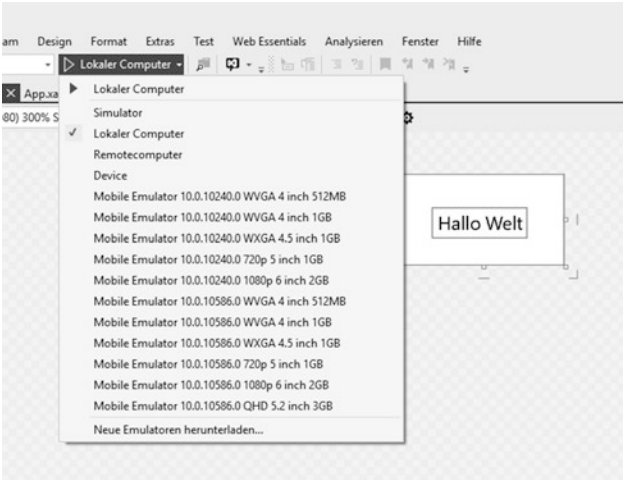 am Design Format Extras Test Web Essentials Analysieren Fenster Hilfe
Lokaler Computer
App.xa
80) 300% S
Lokaler Computer
Simulator
Lokaler Computer
Remotecomputer
Device
Mobile Emulator 10.0.10240.0 WVGA 4 inch 512MB
Mobile Emulator 10.0.10240.0 WVGA 4 inch 1GB
Mobile Emulator 10.0.10240.0 WXGA 4.5 inch 1GB
Mobile Emulator 10.0.10240.0 720p 5 inch 1GB
Mobile Emulator 10.0.10240.0 1080p 6 inch 2GB
Mobile Emulator 10.0.10586.0 WVGA 4 inch 512MB
Mobile Emulator 10.0.10586.0 WVGA 4 inch 1GB
Mobile Emulator 10.0.10586.0 WXGA 4.5 inch 1GB
Mobile Emulator 10.0.10586.0 720p 5 inch 1GB
Mobile Emulator 10.0.10586.0 1080p 6 inch 2GB
Mobile Emulator 10.0.10586.0 QHD 5.2 inch 3GB
Neue Emulatoren herunterladen...
Hallo Welt